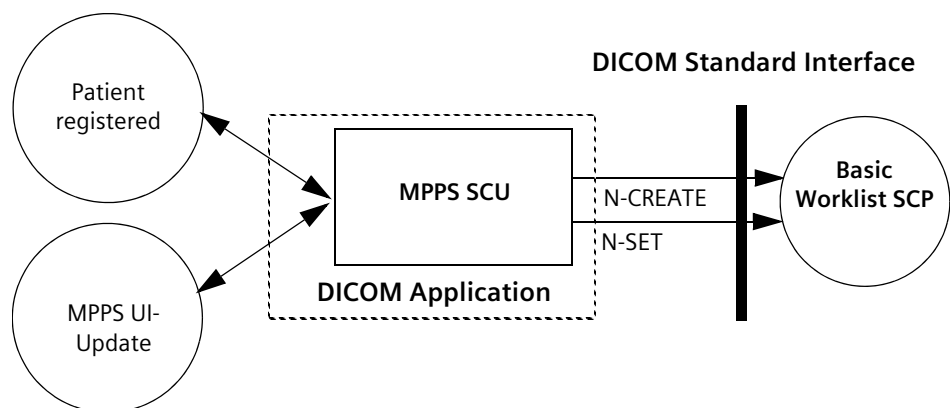 DICOM Standard Interface
Patient
registered
MPPS SCU
Basic
Worklist SCP
N-CREATE
N-SET
DICOM Application
MPPS UI-
Update